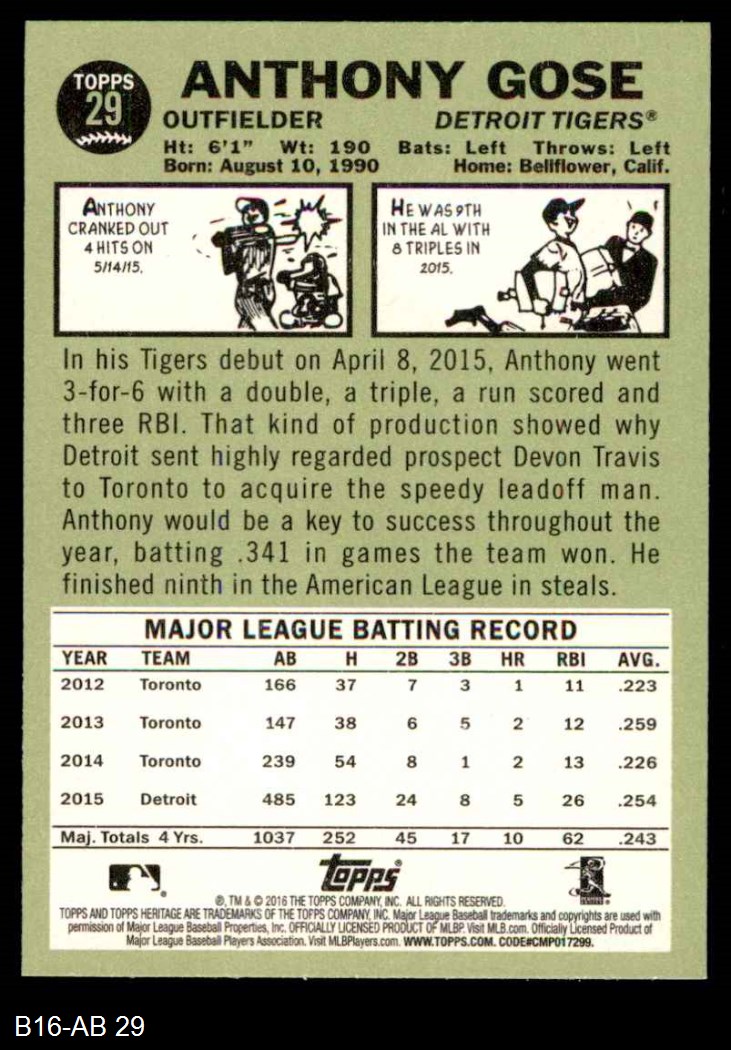 TOPPS
29
ANTHONY GOSE
OUTFIELDER DETROIT TIGERS®
Ht: 6'1" Wt: 190 Bats: Left Throws: Left
Born: August 10, 1990 Home: Bellflower, Calif.
ANTHONY
CRANKED OUT
4 HITS ON
5/14/15.
HE WAS 9TH
IN THE AL WITH
8 TRIPLES IN
2015.
In his Tigers debut on April 8, 2015, Anthony went
3-for-6 with a double, a triple, a run scored and
three RBI. That kind of production showed why
Detroit sent highly regarded prospect Devon Travis
to Toronto to acquire the speedy leadoff man.
Anthony would be a key to success throughout the
year, batting .341 in games the team won. He
finished ninth in the American League in steals.
MAJOR LEAGUE BATTING RECORD
YEAR TEAM AB H 2B 3B HR RBI AVG.
2012 Toronto 166 37 7 3 1 11 .223
2013 Toronto 147 38 6 5 2 12 .259
2014 Toronto 239 54 8 1 2 13 .226
2015 Detroit 485 123 24 8 5 26 .254
Maj. Totals 4 Yrs. 1037 252 45 17 10 62 .243
Topps®
®, TM & © 2016 THE TOPPS COMPANY, INC. ALL RIGHTS RESERVED.
TOPPS AND TOPPS HERITAGE ARE TRADEMARKS OF THE TOPPS COMPANY, INC. Major League Baseball trademarks and copyrights are used with
permission of Major League Baseball Properties, Inc. OFFICIALLY LICENSED PRODUCT OF MLBP. Visit MLB.com. Officially Licensed Product of
Major League Baseball Players Association. Visit MLBPlayers.com. WWW.TOPPS.COM. CODE#CMP017299.
B16-AB 29